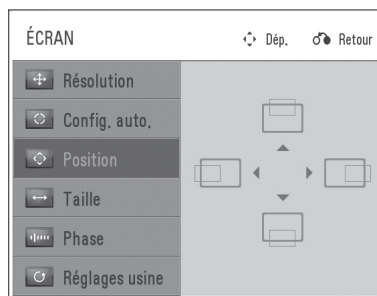 ÉCRAN Dép. Retour
Résolution
Config. auto.
Position
Taille
Phase
Réglages usine